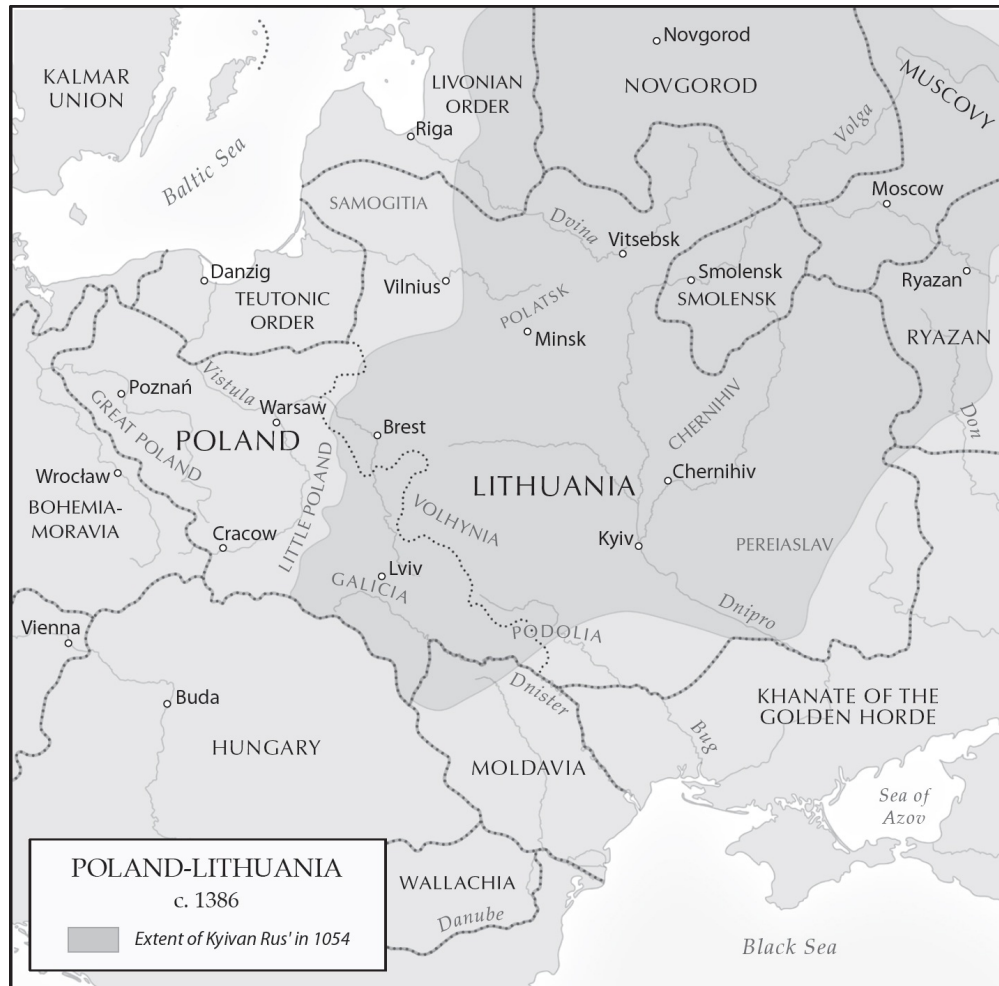 Novgorod
KALMAR
UNION
LIVONIAN
ORDER
NOVGOROD
MUSCOVY
Riga
Volga
Baltic Sea
SAMOGITIA
Moscow
Dvina
Vitsebsk
Danzig
Vilnius
Smolensk
SMOLENSK
Ryazan
TEUTONIC
ORDER
POLATSK
Minsk
RYAZAN
Vistula
Poznań
Warsaw
GREAT POLAND
POLAND
Brest
CHERNIHIV
Don
Wrocław
LITTLE POLAND
LITHUANIA
Chernihiv
BOHEMIA-
MORAVIA
VOLHYNIA
Cracow
Kyiv
PEREIASLAV
Lviv
GALICIA
Dnipro
Vienna
PODOLIA
Buda
Dnister
KHANATE OF THE
GOLDEN HORDE
Bug
HUNGARY
MOLDAVIA
Sea of
Azov
POLAND-LITHUANIA
c. 1386
Extent of Kyivan Rus' in 1054
WALLACHIA
Danube
Black Sea